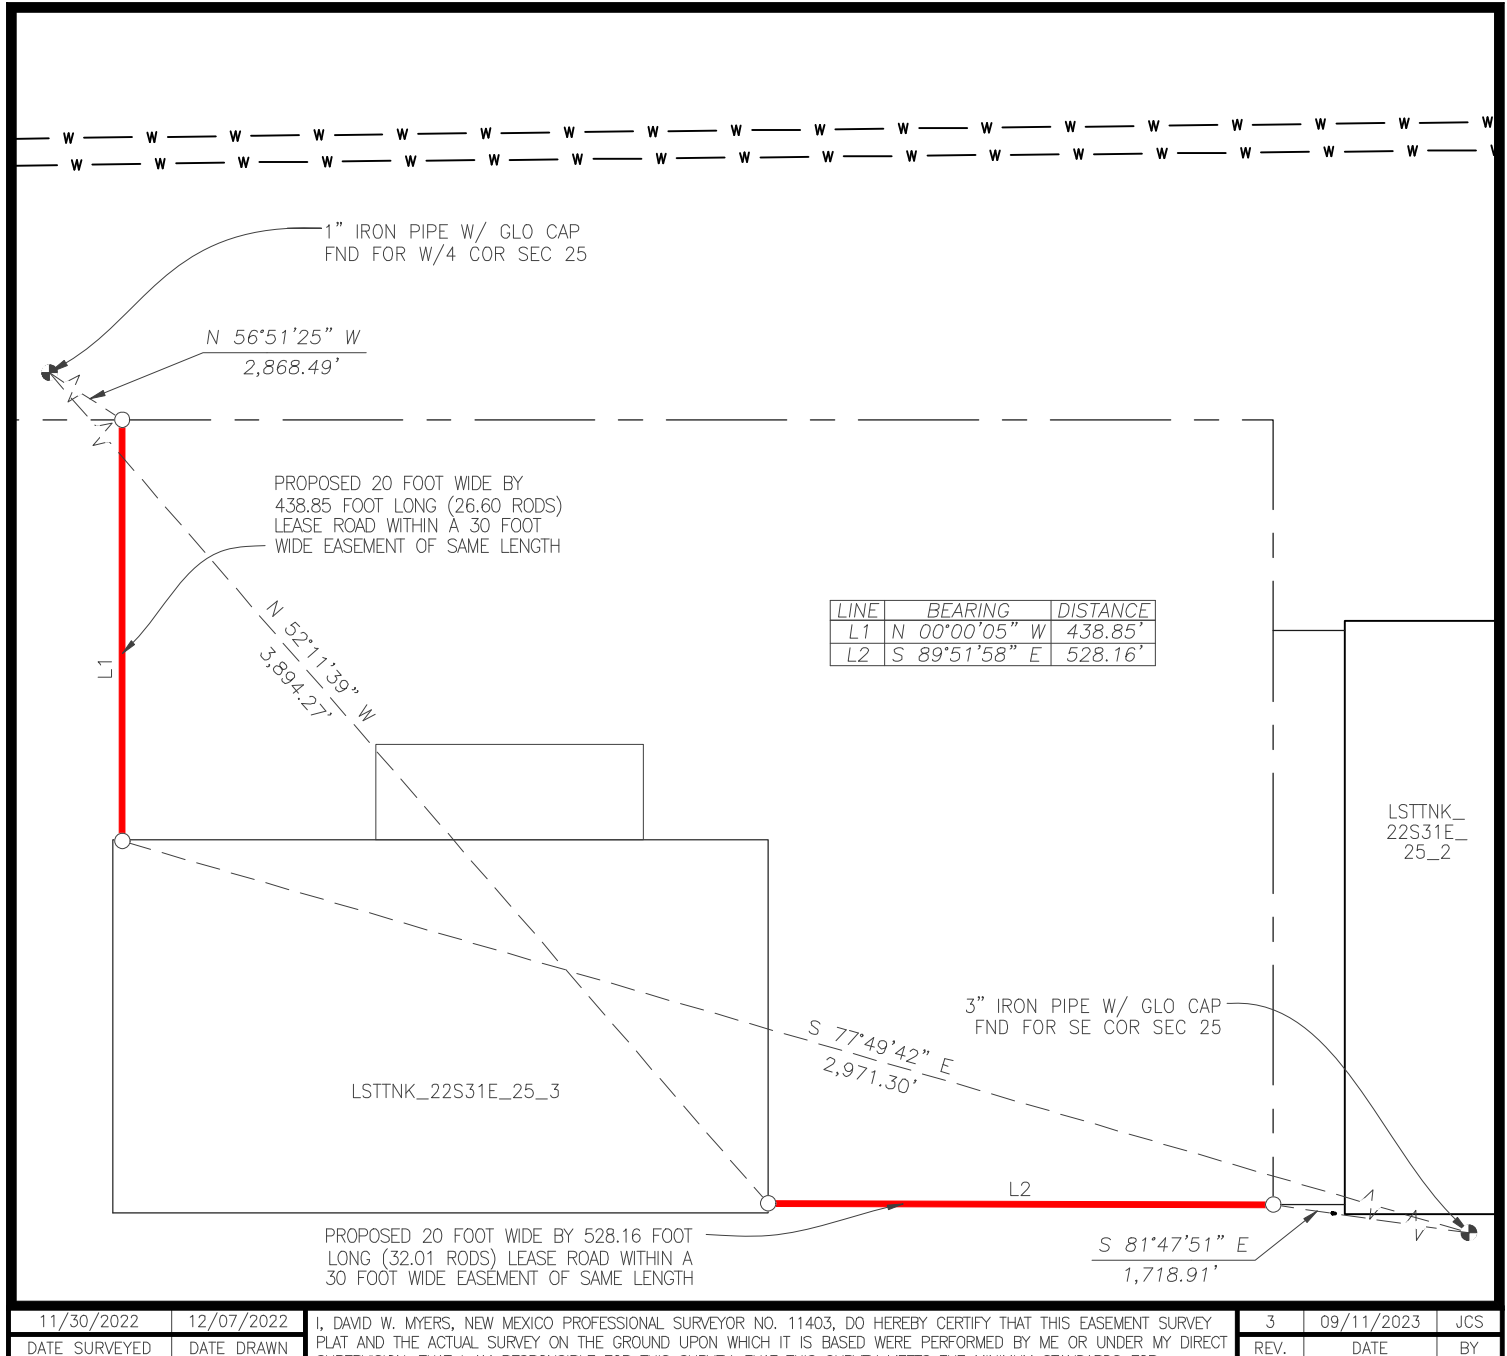 W W W W W W W W W W W W W W W W W W
W W W W W W W W W W W W W W W W W
1” IRON PIPE W/ GLO CAP
FND FOR W/4 COR SEC 25
N 56°51'25” W
2,868.49'
PROPOSED 20 FOOT WIDE BY
438.85 FOOT LONG (26.60 RODS)
LEASE ROAD WITHIN A 30 FOOT
WIDE EASEMENT OF SAME LENGTH
L1
N 52°11'39” W
3,894.27'
LINE BEARING DISTANCE
L1 N 00°00'05” W 438.85'
L2 S 89°51'58” E 528.16'
LSTTNK_
22S31E_
25_2
3” IRON PIPE W/ GLO CAP
FND FOR SE COR SEC 25
S 77°49'42” E
2,971.30'
LSTTNK_22S31E_25_3
L2
PROPOSED 20 FOOT WIDE BY 528.16 FOOT
LONG (32.01 RODS) LEASE ROAD WITHIN A
30 FOOT WIDE EASEMENT OF SAME LENGTH
S 81°47'51” E
1,718.91'
11/30/2022 12/07/2022
DATE SURVEYED DATE DRAWN
I, DAVID W. MYERS, NEW MEXICO PROFESSIONAL SURVEYOR NO. 11403, DO HEREBY CERTIFY THAT THIS EASEMENT SURVEY
PLAT AND THE ACTUAL SURVEY ON THE GROUND UPON WHICH IT IS BASED WERE PERFORMED BY ME OR UNDER MY DIRECT
3 09/11/2023 JCS
REV. DATE BY